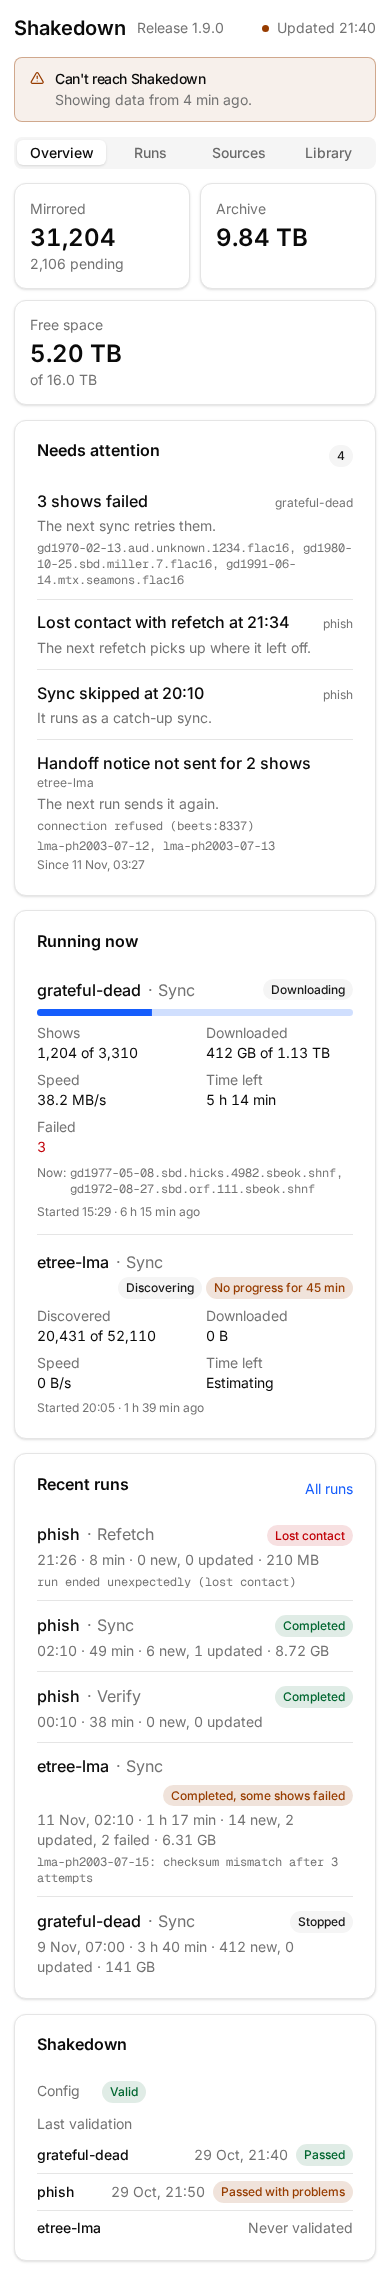 Shakedown Release 1.9.0 Updated 21:40
Can't reach Shakedown
Showing data from 4 min ago.
Overview Runs Sources Library
Mirrored
31,204
2,106 pending
Archive
9.84 TB
Free space
5.20 TB
of 16.0 TB
Needs attention 4
3 shows failed grateful-dead
The next sync retries them.
gd1970-02-13.aud.unknown.1234.flac16, gd1980-
10-25.sbd.miller.7.flac16, gd1991-06-
14.mtx.seamons.flac16
Lost contact with refetch at 21:34 phish
The next refetch picks up where it left off.
Sync skipped at 20:10 phish
It runs as a catch-up sync.
Handoff notice not sent for 2 shows
etree-lma
The next run sends it again.
connection refused (beets:8337)
lma-ph2003-07-12, lma-ph2003-07-13
Since 11 Nov, 03:27
Running now
grateful-dead · Sync Downloading
Shows Downloaded
1,204 of 3,310 412 GB of 1.13 TB
Speed Time left
38.2 MB/s 5 h 14 min
Failed
3
Now: gd1977-05-08.sbd.hicks.4982.sbeok.shnf,
gd1972-08-27.sbd.orf.111.sbeok.shnf
Started 15:29 · 6 h 15 min ago
etree-lma · Sync
Discovering No progress for 45 min
Discovered Downloaded
20,431 of 52,110 0 B
Speed Time left
0 B/s Estimating
Started 20:05 · 1 h 39 min ago
Recent runs All runs
phish · Refetch Lost contact
21:26 · 8 min · 0 new, 0 updated · 210 MB
run ended unexpectedly (lost contact)
phish · Sync Completed
02:10 · 49 min · 6 new, 1 updated · 8.72 GB
phish · Verify Completed
00:10 · 38 min · 0 new, 0 updated
etree-lma · Sync
Completed, some shows failed
11 Nov, 02:10 · 1 h 17 min · 14 new, 2
updated, 2 failed · 6.31 GB
lma-ph2003-07-15: checksum mismatch after 3
attempts
grateful-dead · Sync Stopped
9 Nov, 07:00 · 3 h 40 min · 412 new, 0
updated · 141 GB
Shakedown
Config Valid
Last validation
grateful-dead 29 Oct, 21:40 Passed
phish 29 Oct, 21:50 Passed with problems
etree-lma Never validated